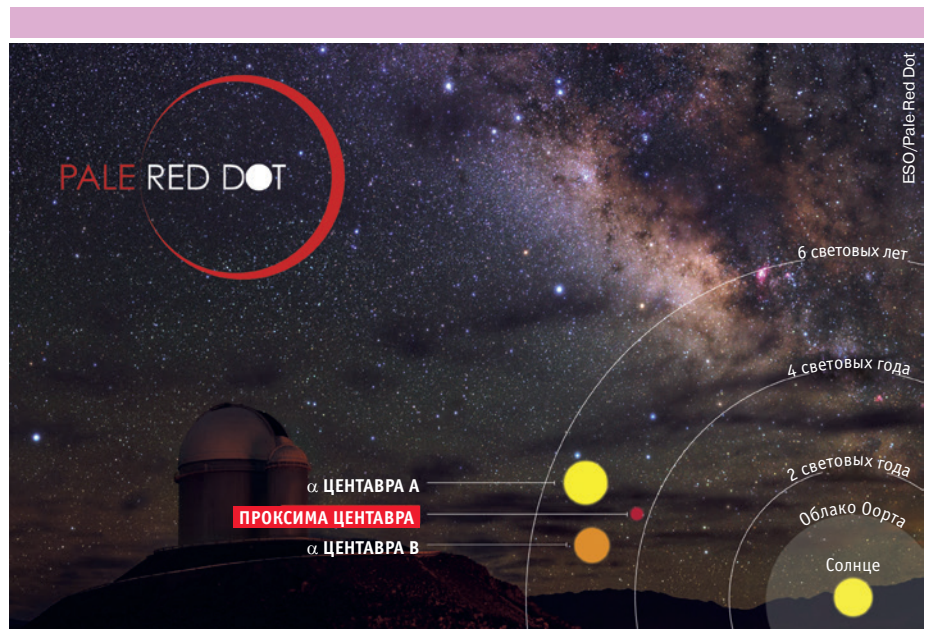 ESO/Pale Red Dot
PALE RED DOT
6 световых лет
4 световых года
2 световых года
Облако Оорта
Солнце
α ЦЕНТАВРА А
ПРОКСИМА ЦЕНТАВРА
α ЦЕНТАВРА В